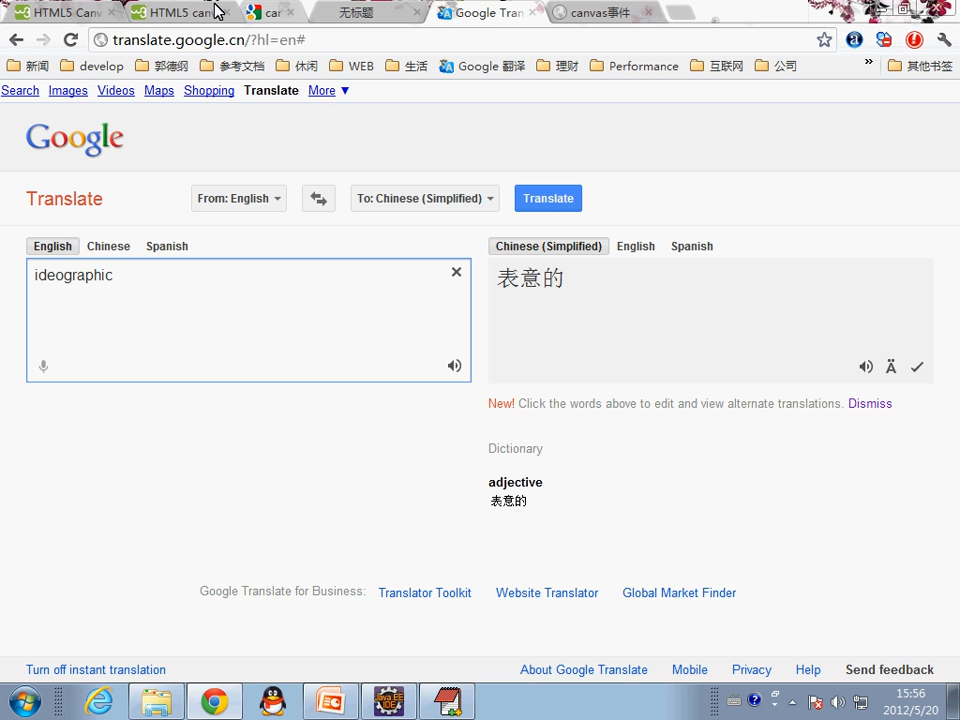 HTML5 Canv
HTML5 can
car
无标题
Google Tran
canvas事件
translate.google.cn/?hl=en#
新闻 develop 郭德纲 参考文档 休闲 WEB 生活 Google 翻译 理财 Performance 互联网 公司 » 其他书签
Search Images Videos Maps Shopping Translate More ▼
Google
Translate From: English To: Chinese (Simplified) Translate
English Chinese Spanish Chinese (Simplified) English Spanish
ideographic
表意的
Ä
New! Click the words above to edit and view alternate translations. Dismiss
Dictionary
adjective
表意的
Google Translate for Business: Translator Toolkit Website Translator Global Market Finder
Turn off instant translation About Google Translate Mobile Privacy Help Send feedback
Java EE
IDE
15:56
2012/5/20